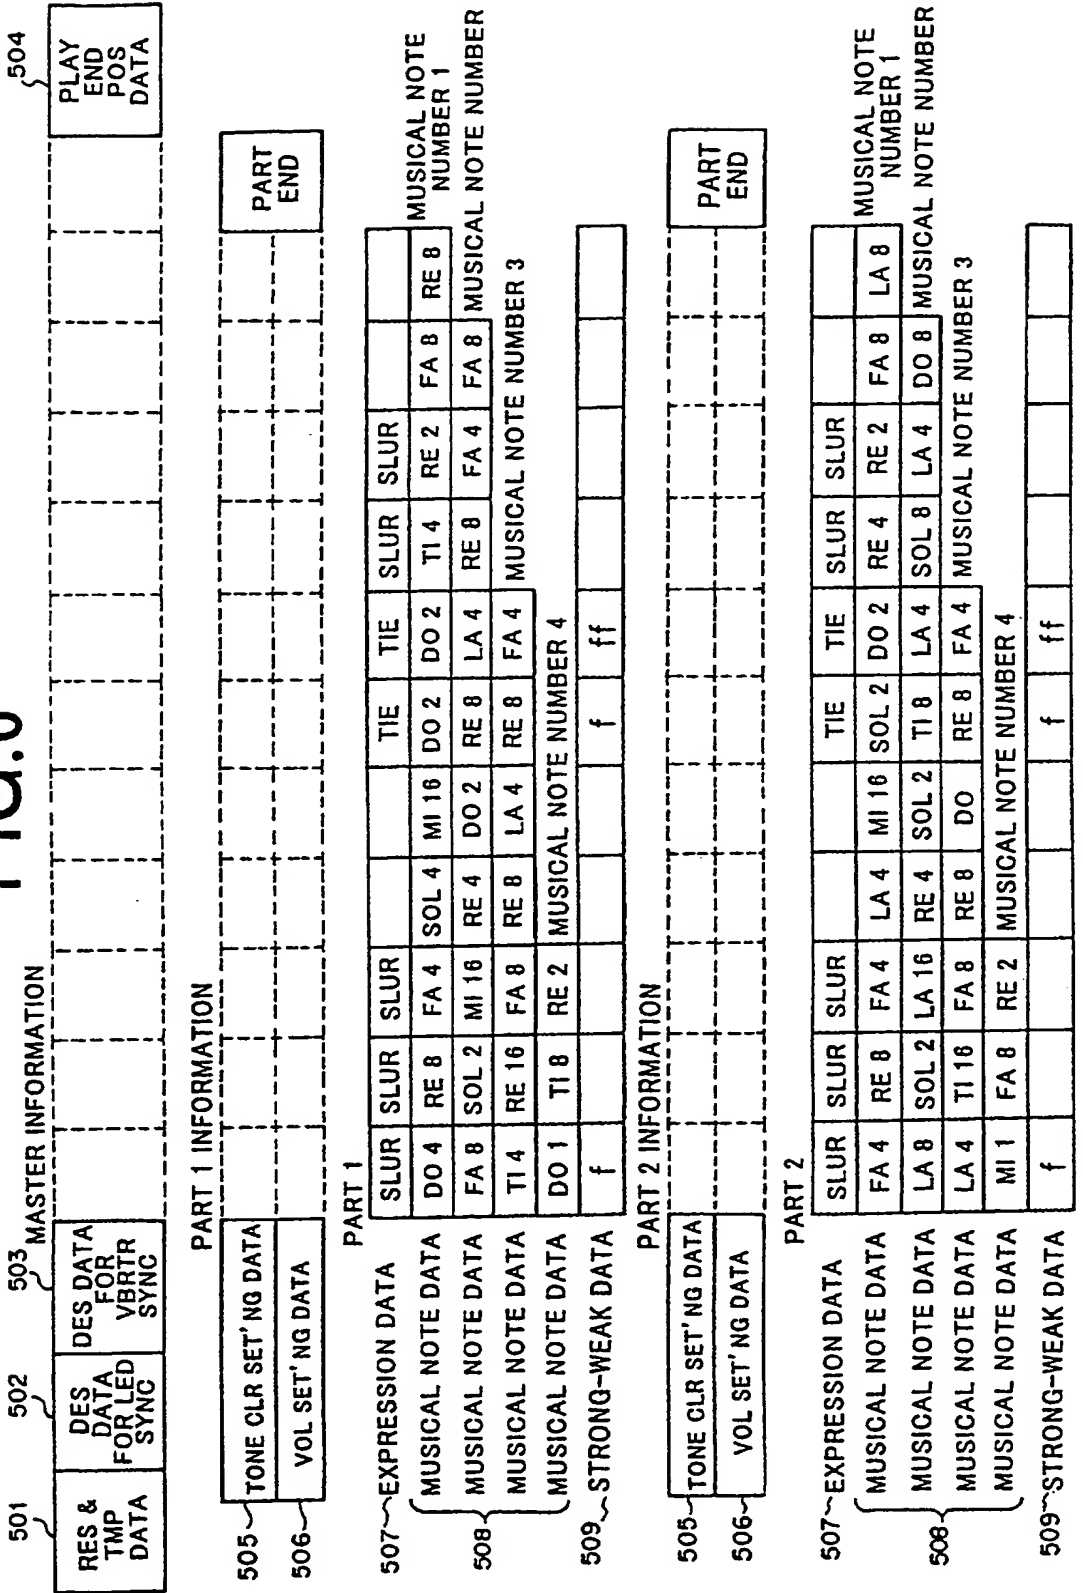 FIG.6
501
502
503
504
RES & TMP DATA
DES DATA FOR LED SYNC
DES DATA FOR VBRTR SYNC
MASTER INFORMATION
PLAY END POS DATA
PART 1 INFORMATION
505 TONE CLR SET'NG DATA
506 VOL SET'NG DATA
PART END
PART 1
507 EXPRESSION DATA SLUR SLUR SLUR TIE TIE SLUR SLUR
508
MUSICAL NOTE DATA DO 4 RE 8 FA 4 SOL 4 MI 16 DO 2 DO 2 TI 4 RE 2 FA 8 RE 8 MUSICAL NOTE NUMBER 1
MUSICAL NOTE DATA FA 8 SOL 2 MI 16 RE 4 DO 2 RE 8 LA 4 RE 8 FA 4 FA 8 MUSICAL NOTE NUMBER
MUSICAL NOTE DATA TI 4 RE 16 FA 8 RE 8 LA 4 RE 8 FA 4 MUSICAL NOTE NUMBER 3
MUSICAL NOTE DATA DO 1 TI 8 RE 2 MUSICAL NOTE NUMBER 4
509 STRONG-WEAK DATA f f ff
PART 2 INFORMATION
505 TONE CLR SET'NG DATA
506 VOL SET'NG DATA
PART END
PART 2
507 EXPRESSION DATA SLUR SLUR SLUR TIE TIE SLUR SLUR
508
MUSICAL NOTE DATA FA 4 RE 8 FA 4 LA 4 MI 16 SOL 2 DO 2 RE 4 RE 2 FA 8 LA 8 MUSICAL NOTE NUMBER 1
MUSICAL NOTE DATA LA 8 SOL 2 LA 16 RE 4 SOL 2 TI 8 LA 4 SOL 8 LA 4 DO 8 MUSICAL NOTE NUMBER
MUSICAL NOTE DATA LA 4 TI 16 FA 8 RE 8 DO RE 8 FA 4 MUSICAL NOTE NUMBER 3
MUSICAL NOTE DATA MI 1 FA 8 RE 2 MUSICAL NOTE NUMBER 4
509 STRONG-WEAK DATA f f ff